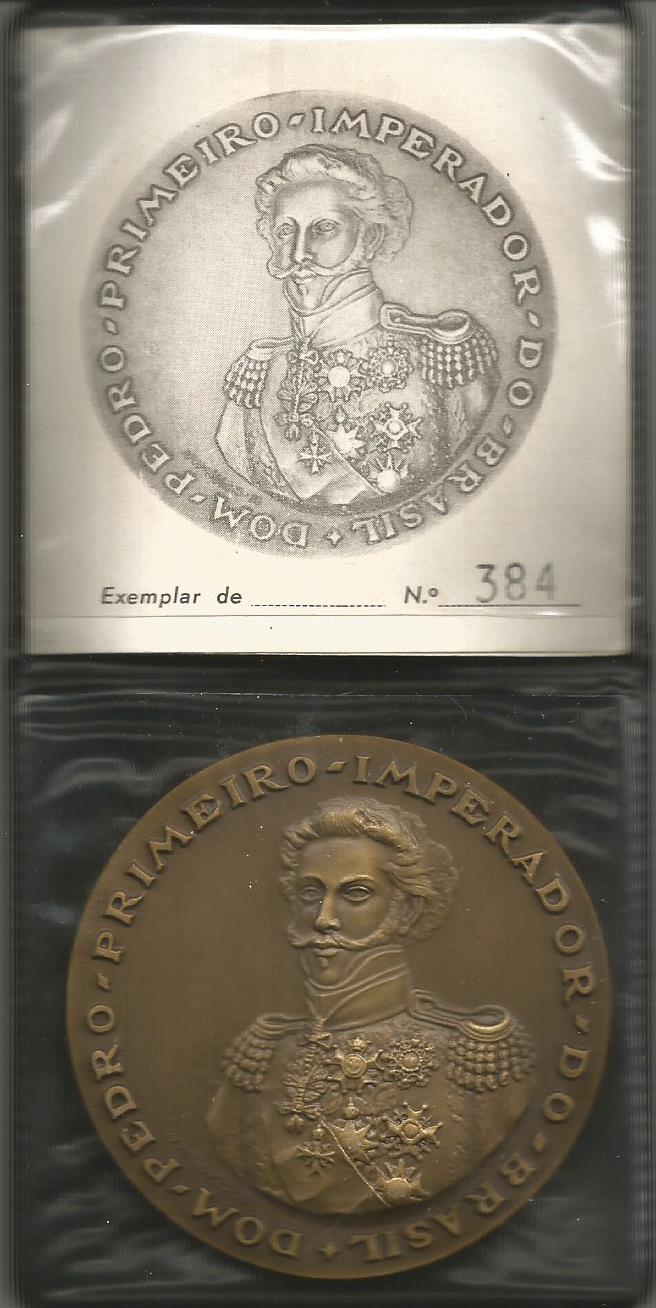 DOM-PEDRO-PRIMEIRO-IMPERADOR-DO-BRASIL
Exemplar de ........................ N.º 384
DOM-PEDRO-PRIMEIRO-IMPERADOR-DO-BRASIL